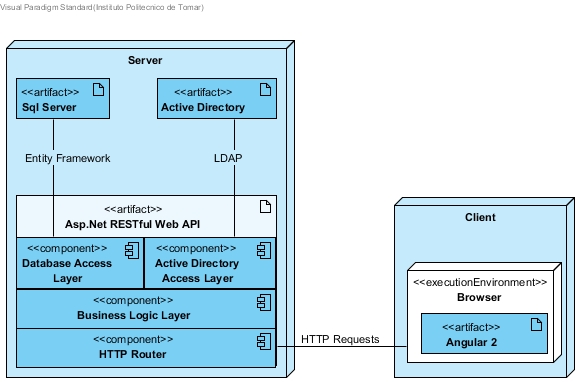 Visual Paradigm Standard(Instituto Politecnico de Tomar)
Server
<<artifact>>
Sql Server
<<artifact>>
Active Directory
Entity Framework
LDAP
<<artifact>>
Asp.Net RESTful Web API
<<component>>
Database Access
Layer
<<component>>
Active Directory
Access Layer
<<component>>
Business Logic Layer
<<component>>
HTTP Router
HTTP Requests
Client
<<executionEnvironment>>
Browser
<<artifact>>
Angular 2